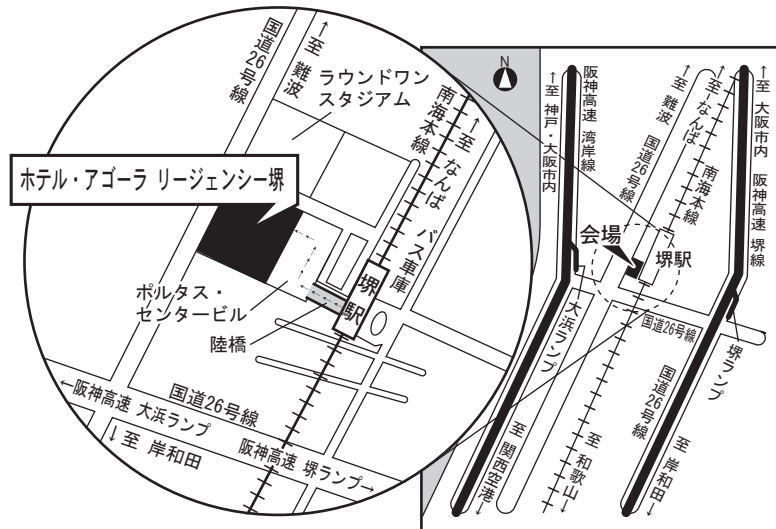 国道26号線
↑至 難波
ラウンドワン
スタジアム
南海本線
↑至 なんば
バス車庫
ホテル・アゴーラ リージェンシー堺
堺駅
ポルタス・
センタービル
陸橋
国道26号線
←阪神高速 大浜ランプ
↓至 岸和田
阪神高速 堺ランプ→
N
↑至 神戸・大阪市内
阪神高速 湾岸線
↑至 難波
国道26号線
↑至 なんば
南海本線
↑至 大阪市内
阪神高速 堺線
会場
堺駅
大浜ランプ
国道26号線
堺ランプ
国道26号線
至 関西空港↓
至 和歌山↓
至 岸和田↓